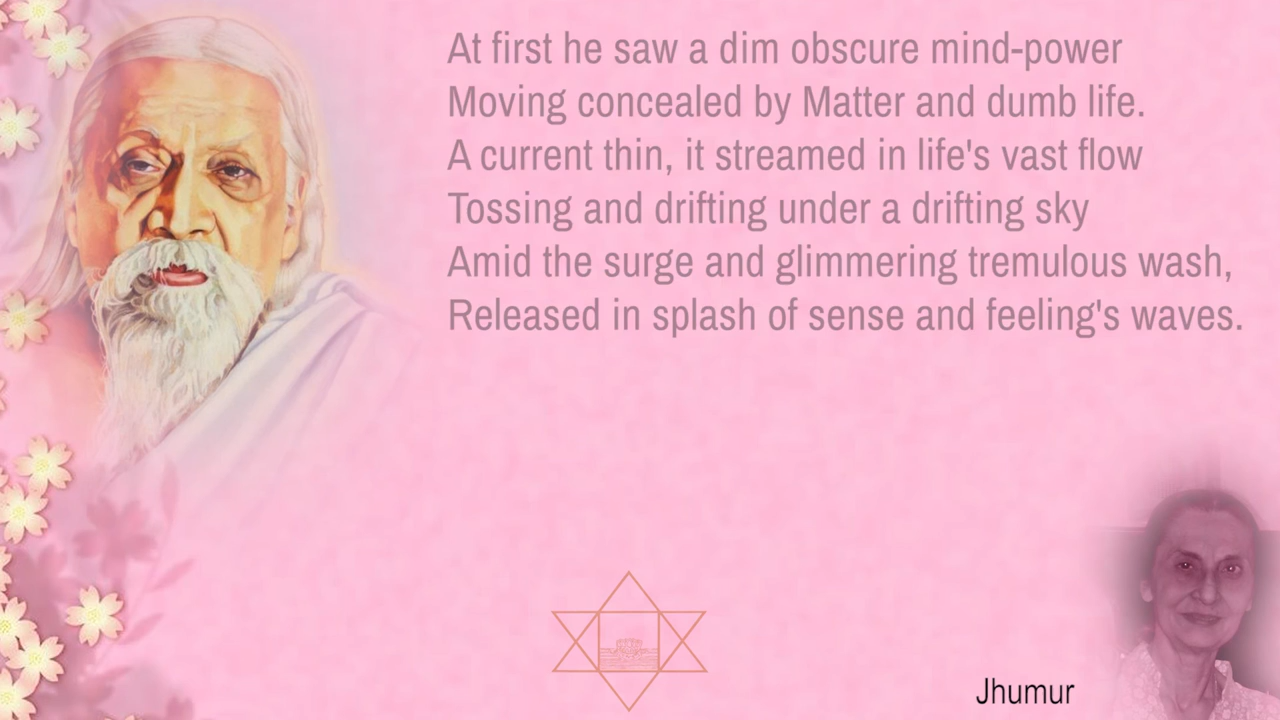 At first he saw a dim obscure mind-power
Moving concealed by Matter and dumb life.
A current thin, it streamed in life's vast flow
Tossing and drifting under a drifting sky
Amid the surge and glimmering tremulous wash,
Released in splash of sense and feeling's waves.
Jhumur